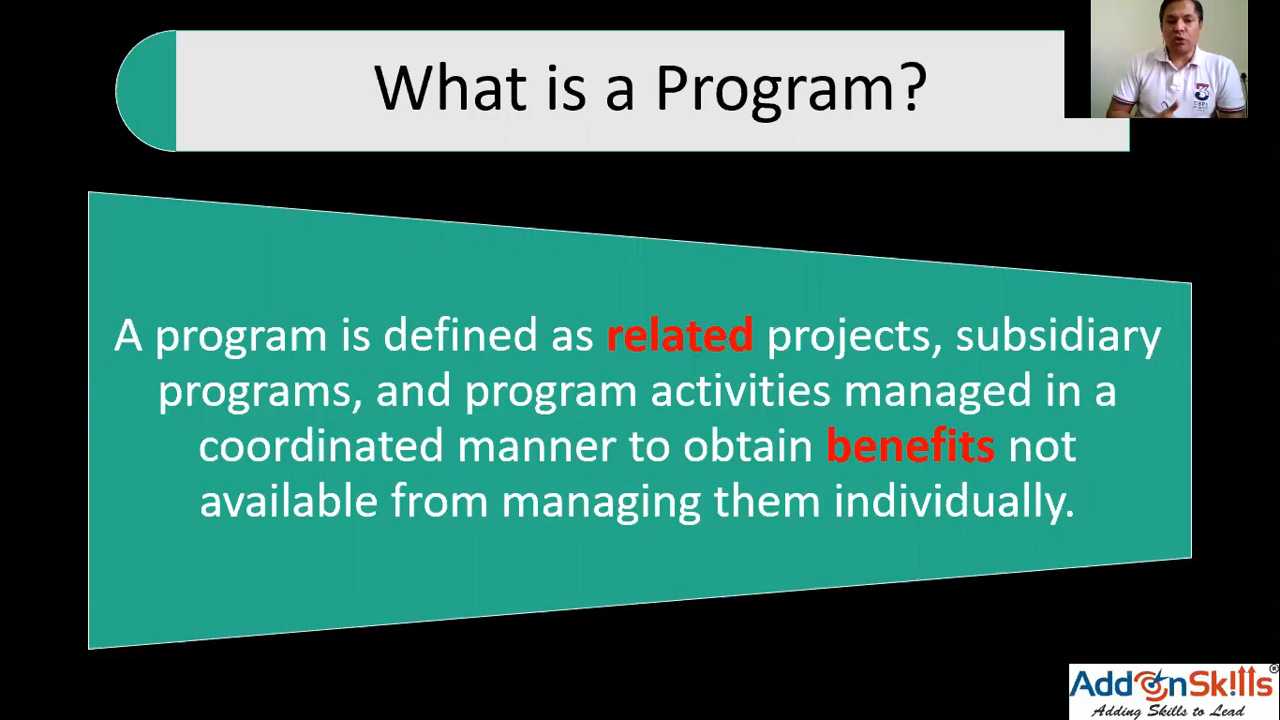 What is a Program?
A program is defined as related projects, subsidiary
programs, and program activities managed in a
coordinated manner to obtain benefits not
available from managing them individually.
AddOnSkills®
Adding Skills to Lead